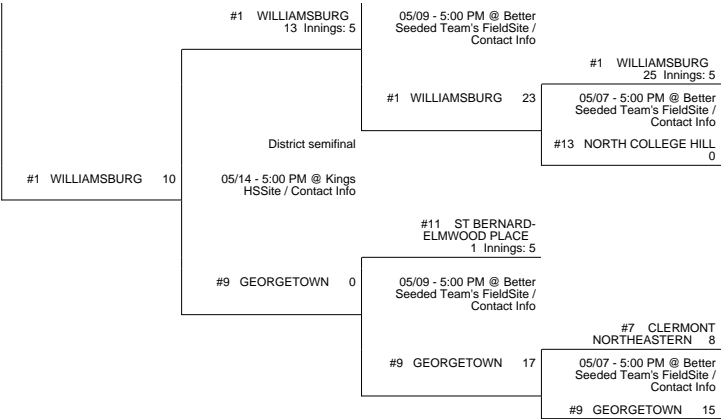 #1 WILLIAMSBURG
13 Innings: 5
05/09 - 5:00 PM @ Better
Seeded Team's FieldSite /
Contact Info
#1 WILLIAMSBURG
25 Innings: 5
#1 WILLIAMSBURG 23
05/07 - 5:00 PM @ Better
Seeded Team's FieldSite /
Contact Info
District semifinal
#13 NORTH COLLEGE HILL
0
#1 WILLIAMSBURG 10
05/14 - 5:00 PM @ Kings
HSSite / Contact Info
#11 ST BERNARD-
ELMWOOD PLACE
1 Innings: 5
#9 GEORGETOWN 0
05/09 - 5:00 PM @ Better
Seeded Team's FieldSite /
Contact Info
#7 CLERMONT
NORTHEASTERN 8
#9 GEORGETOWN 17
05/07 - 5:00 PM @ Better
Seeded Team's FieldSite /
Contact Info
#9 GEORGETOWN 15